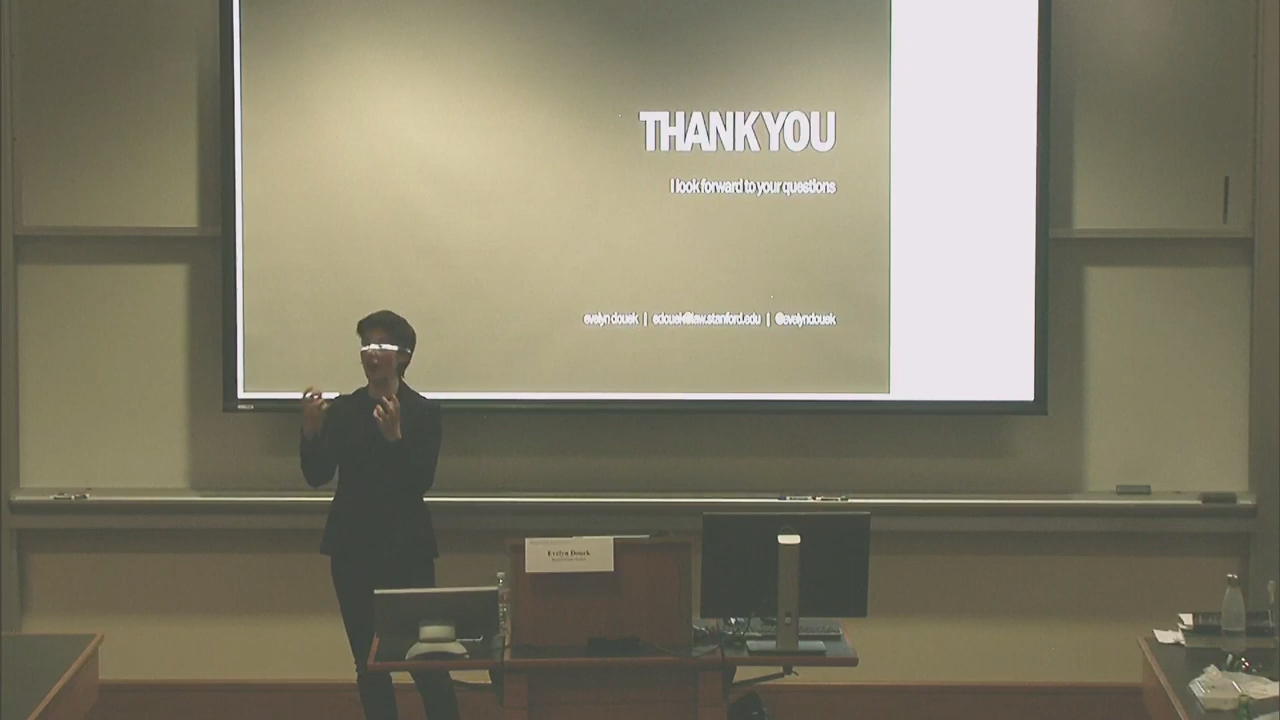 THANK YOU
I look forward to your questions
evelyn douek | edouek@law.stanford.edu | @evelyndouek
Evelyn Douek